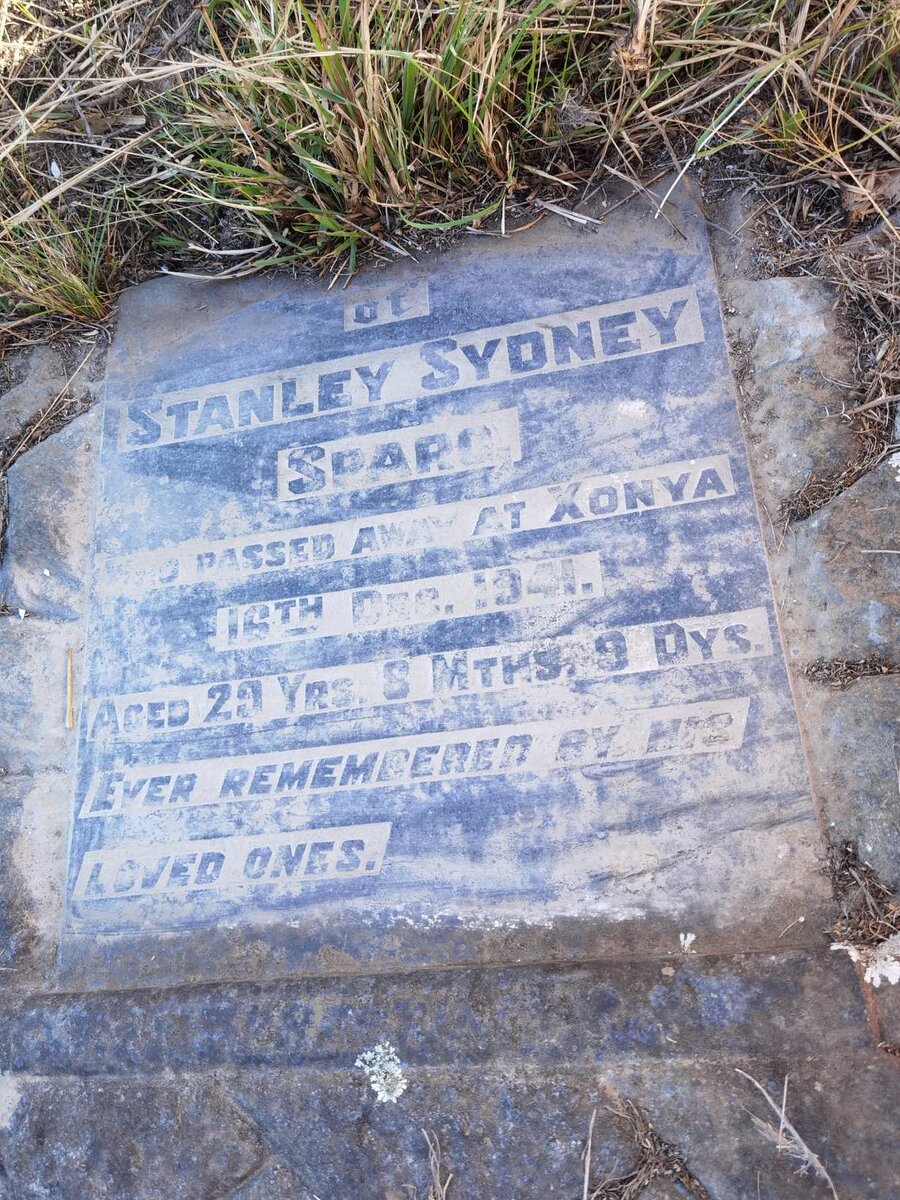 of
STANLEY SYDNEY
SPARG
WHO PASSED AWAY AT XONYA
16TH DEC. 1941.
AGED 29 YRS. 8 MTHS. 9 DYS.
EVER REMEMBERED BY HIS
LOVED ONES.